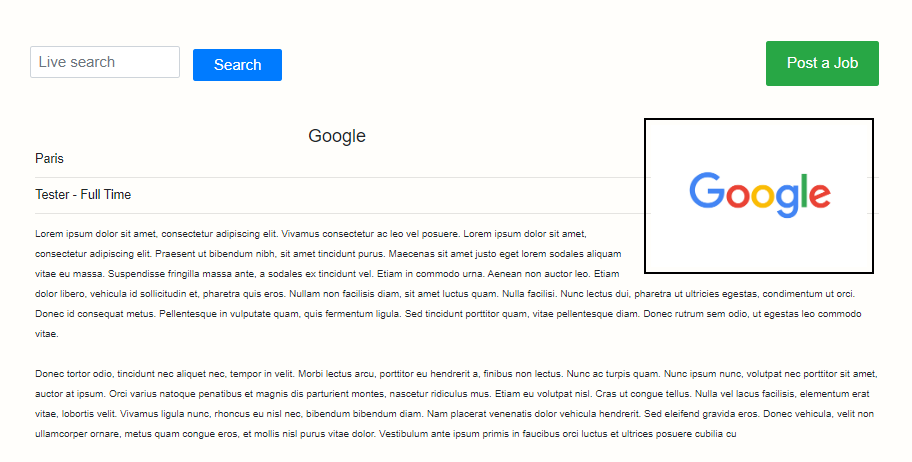 Live search
Search
Post a Job
Google
Paris
Google
Tester - Full Time
Lorem ipsum dolor sit amet, consectetur adipiscing elit. Vivamus consectetur ac leo vel posuere. Lorem ipsum dolor sit amet,
consectetur adipiscing elit. Praesent ut bibendum nibh, sit amet tincidunt purus. Maecenas sit amet justo eget lorem sodales aliquam
vitae eu massa. Suspendisse fringilla massa ante, a sodales ex tincidunt vel. Etiam in commodo urna. Aenean non auctor leo. Etiam
dolor libero, vehicula id sollicitudin et, pharetra quis eros. Nullam non facilisis diam, sit amet luctus quam. Nulla facilisi. Nunc lectus dui, pharetra ut ultricies egestas, condimentum ut orci.
Donec id consequat metus. Pellentesque in vulputate quam, quis fermentum ligula. Sed tincidunt porttitor quam, vitae pellentesque diam. Donec rutrum sem odio, ut egestas leo commodo
vitae.
Donec tortor odio, tincidunt nec aliquet nec, tempor in velit. Morbi lectus arcu, porttitor eu hendrerit a, finibus non lectus. Nunc ac turpis quam. Nunc ipsum nunc, volutpat nec porttitor sit amet,
auctor at ipsum. Orci varius natoque penatibus et magnis dis parturient montes, nascetur ridiculus mus. Etiam eu volutpat nisl. Cras ut congue tellus. Nulla vel lacus facilisis, elementum erat
vitae, lobortis velit. Vivamus ligula nunc, rhoncus eu nisl nec, bibendum bibendum diam. Nam placerat venenatis dolor vehicula hendrerit. Sed eleifend gravida eros. Donec vehicula, velit non
ullamcorper ornare, metus quam congue eros, et mollis nisl purus vitae dolor. Vestibulum ante ipsum primis in faucibus orci luctus et ultrices posuere cubilia cu